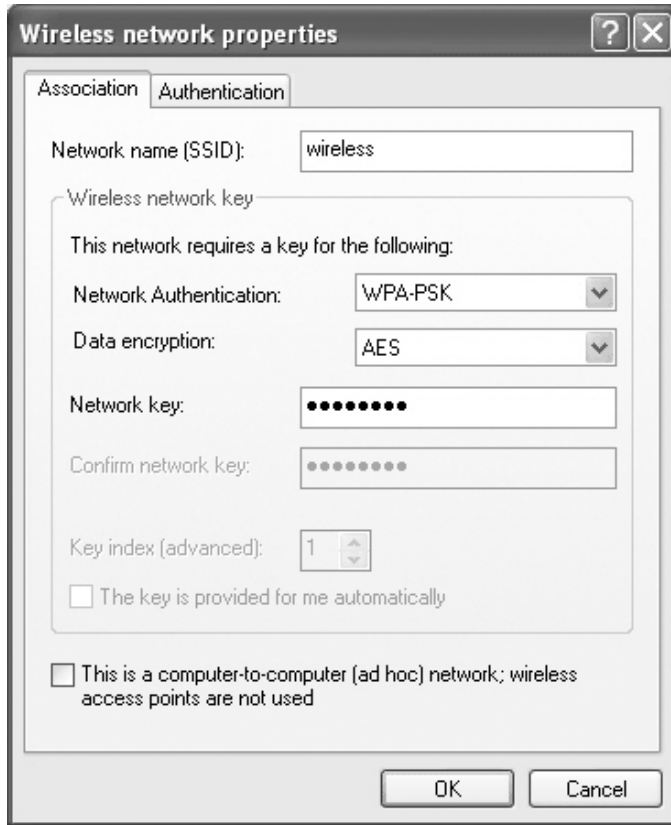 Wireless network properties
Association Authentication
Network name (SSID): wireless
Wireless network key
This network requires a key for the following:
Network Authentication: WPA-PSK
Data encryption: AES
Network key: ●●●●●●●●
Confirm network key: ●●●●●●●●
Key index (advanced): 1
The key is provided for me automatically
This is a computer-to-computer (ad hoc) network; wireless
access points are not used
OK Cancel